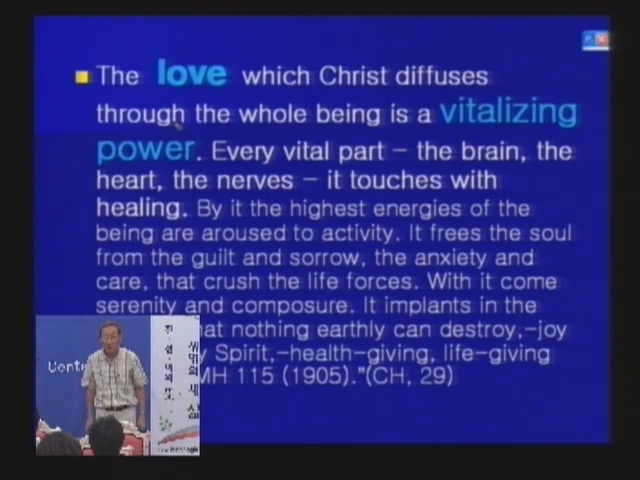 The love which Christ diffuses
through the whole being is a vitalizing
power. Every vital part – the brain, the
heart, the nerves – it touches with
healing. By it the highest energies of the
being are aroused to activity. It frees the soul
from the guilt and sorrow, the anxiety and
care, that crush the life forces. With it come
serenity and composure. It implants in the
that nothing earthly can destroy,–joy
Spirit,–health–giving, life–giving
MH 115 (1905).”(CH, 29)